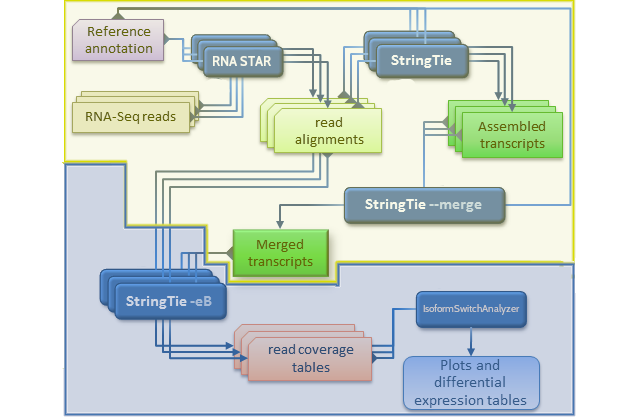 Reference
annotation
RNA STAR
StringTie
RNA-Seq reads
read
alignments
Assembled
transcripts
StringTie --merge
Merged
transcripts
StringTie -eB
IsoformSwitchAnalyzer
read coverage
tables
Plots and
differential
expression tables